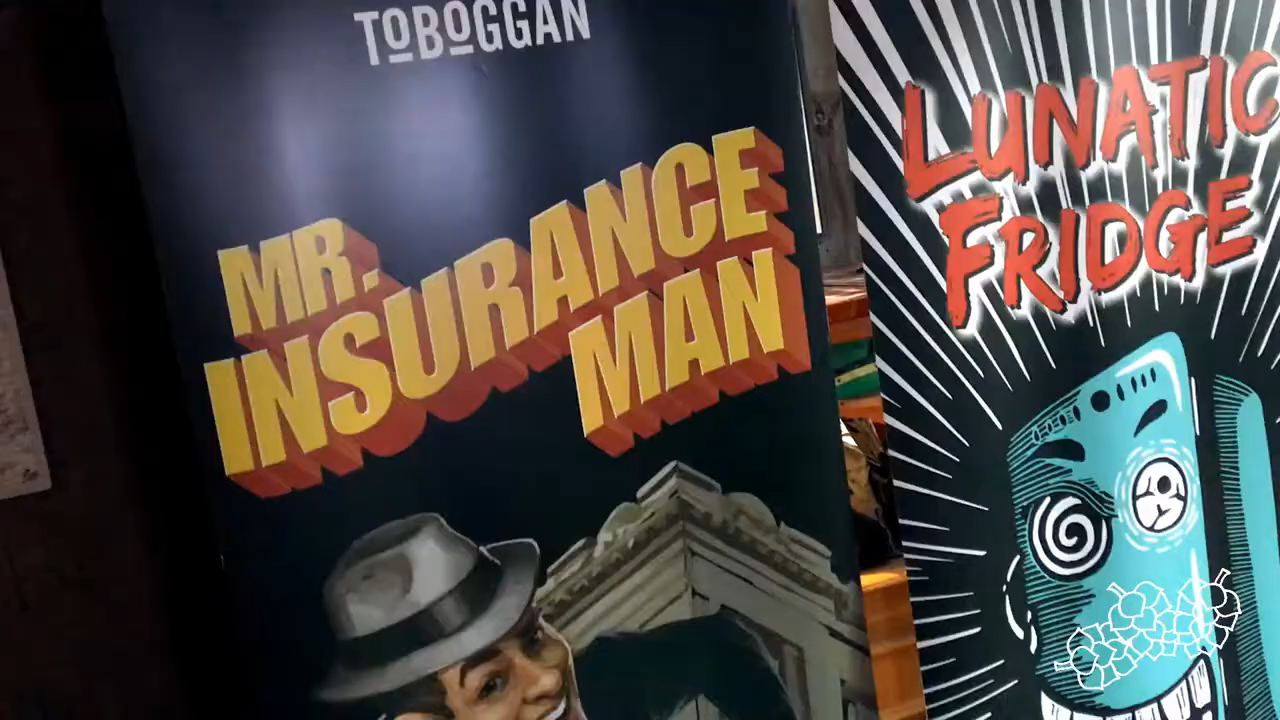 TOBOGGAN
MR.
INSURANCE
MAN
LUNATIC
FRIDGE